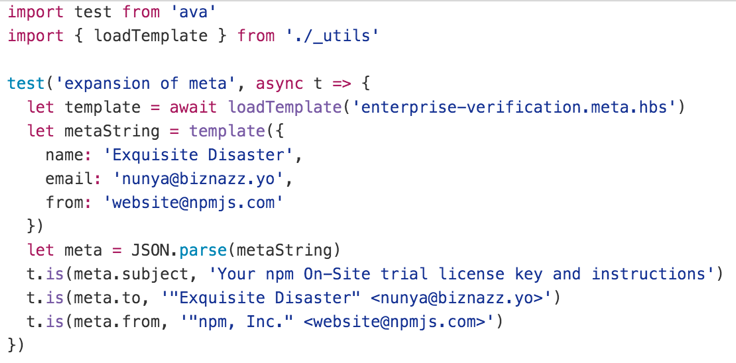 import test from 'ava'
import { loadTemplate } from './_utils'

test('expansion of meta', async t => {
  let template = await loadTemplate('enterprise-verification.meta.hbs')
  let metaString = template({
    name: 'Exquisite Disaster',
    email: 'nunya@biznazz.yo',
    from: 'website@npmjs.com'
  })
  let meta = JSON.parse(metaString)
  t.is(meta.subject, 'Your npm On-Site trial license key and instructions')
  t.is(meta.to, '"Exquisite Disaster" <nunya@biznazz.yo>')
  t.is(meta.from, '"npm, Inc." <website@npmjs.com>')
})